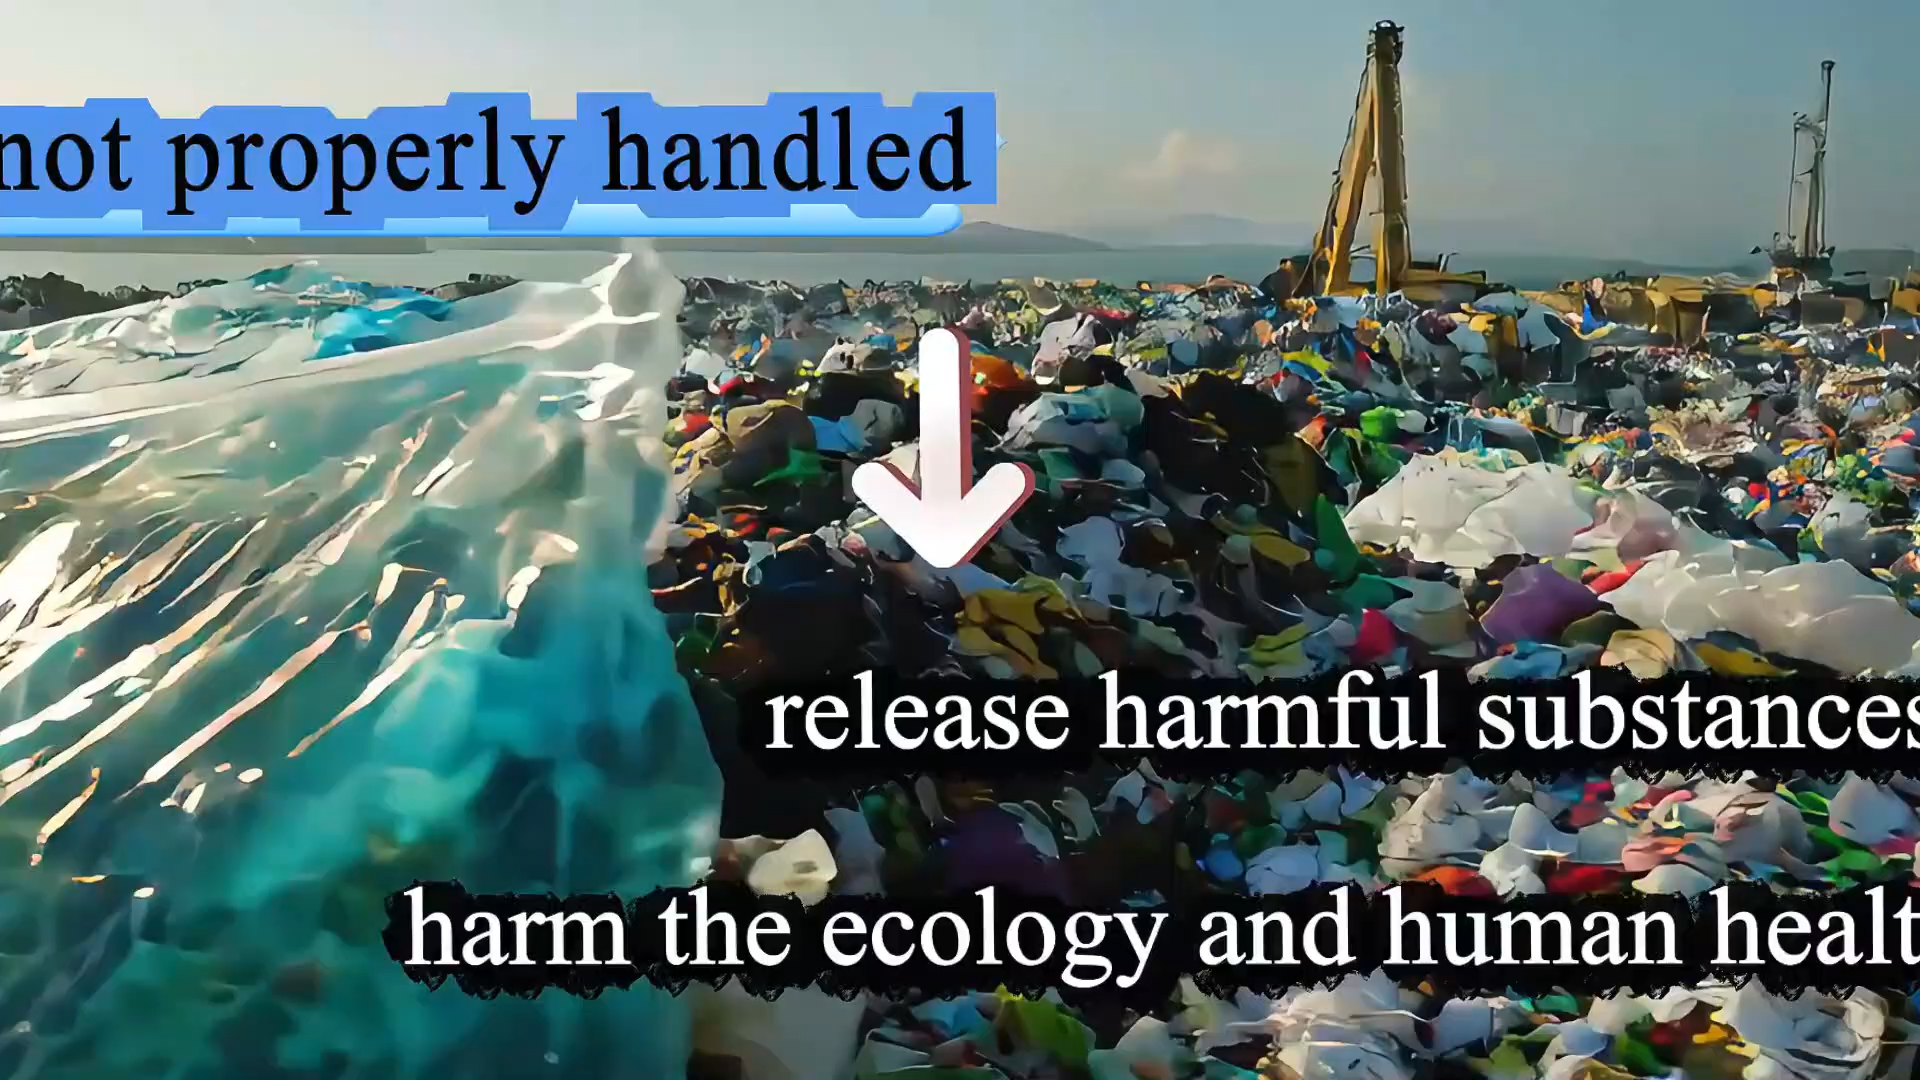 not properly handled
release harmful substances
harm the ecology and human healt